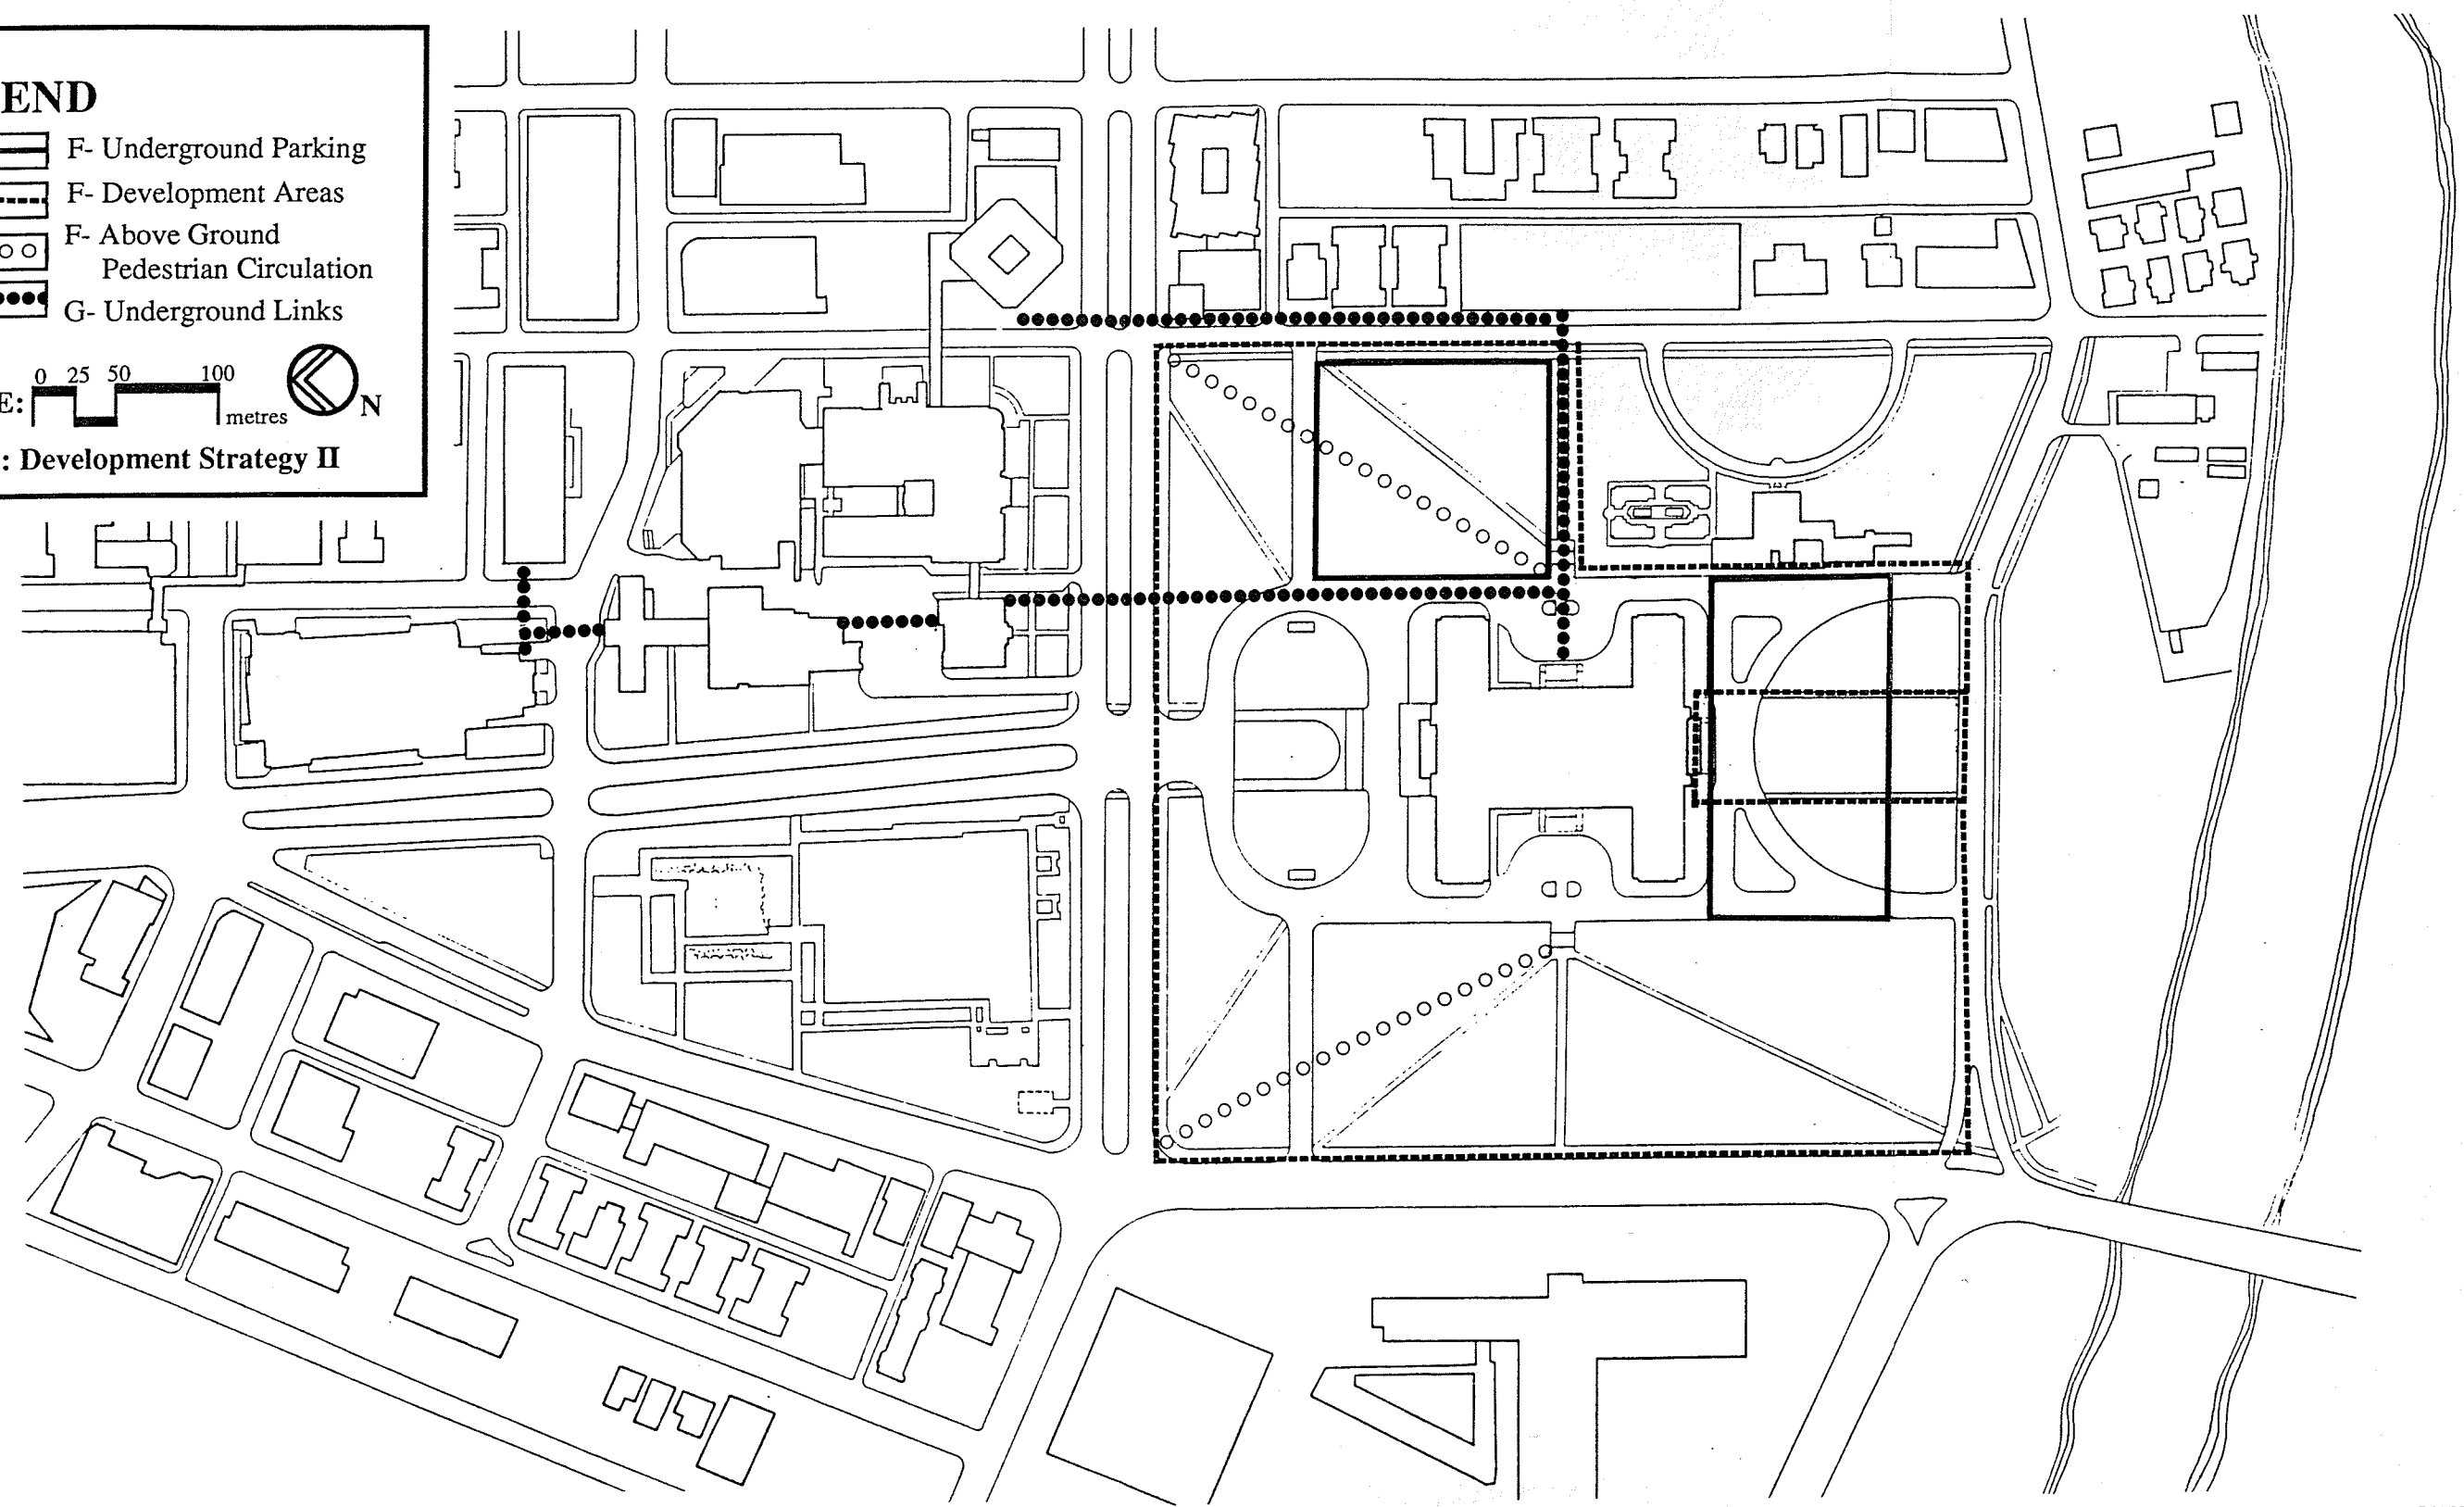 END
F- Underground Parking
F- Development Areas
F- Above Ground
Pedestrian Circulation
G- Underground Links
0 25 50 100
E: metres N
: Development Strategy II